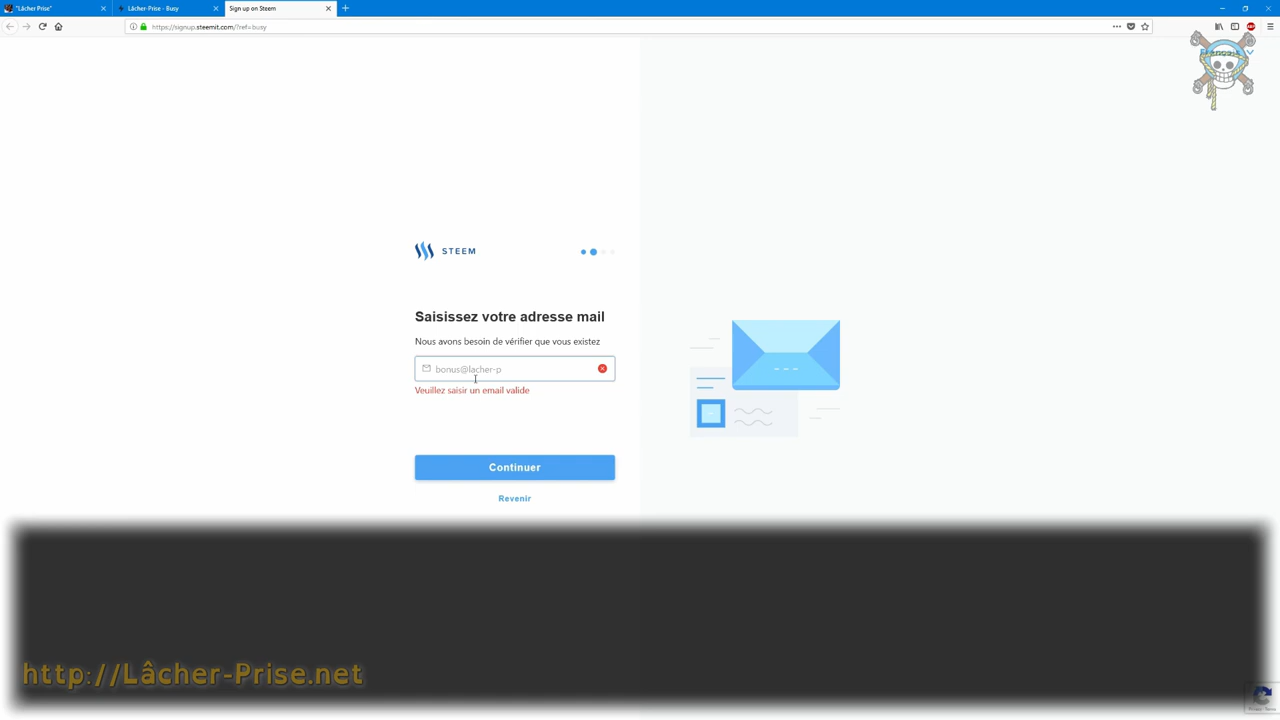 "Lâcher Prise"
Lâcher-Prise - Busy
Sign up on Steem
https://signup.steemit.com/?ref=busy
Français
STEEM
Saisissez votre adresse mail
Nous avons besoin de vérifier que vous existez
bonus@lacher-p
Veuillez saisir un email valide
Continuer
Revenir
http://Lâcher-Prise.net